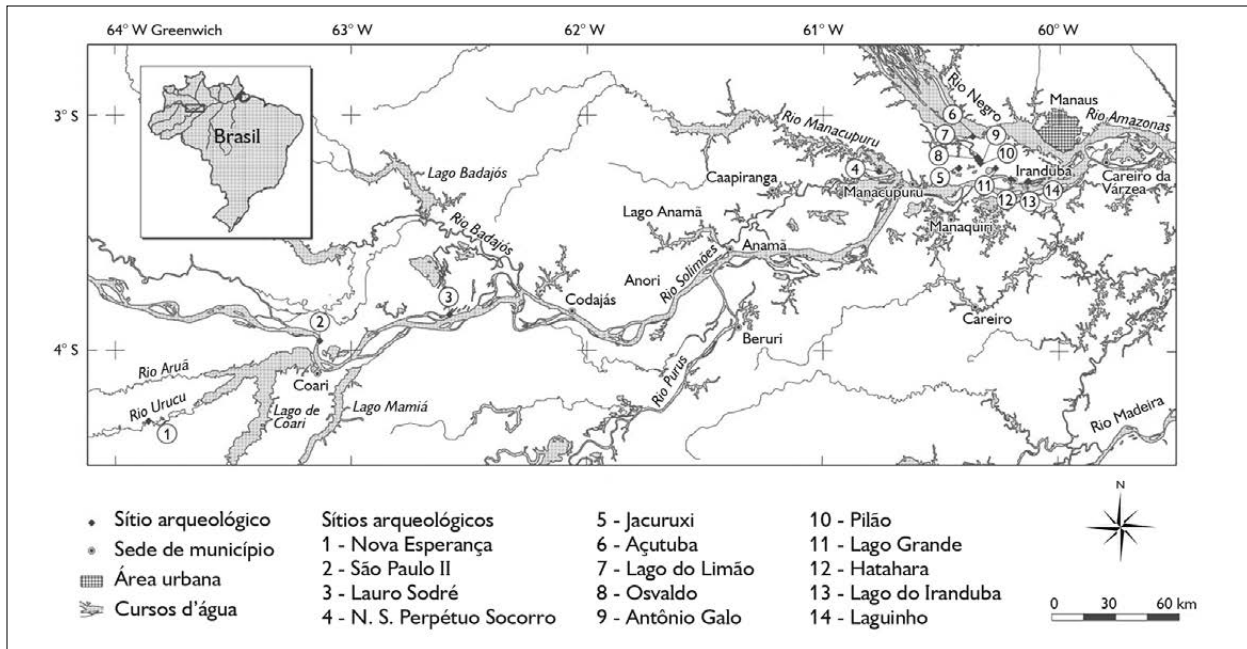 64° W Greenwich 63° W 62° W 61° W 60° W
3° S
4° S
Brasil
Rio Negro
Manaus
Rio Amazonas
Rio Manacupuru
6
7
9
8
10
4
5
Iranduba
Caapiranga
Manacupuru
11
14
Careiro da
Várzea
12
13
Lago Badajós
Lago Anamã
Manaquiri
Rio Badajós
Anamã
Anori
Rio Solimões
3
Codajás
Careiro
2
Beruri
Rio Aruã
Coari
Rio Purus
Rio Urucu
Lago de
Coari
Lago Mamiá
Rio Madeira
1
Sítio arqueológico
Sede de município
Área urbana
Cursos d'água
Sítios arqueológicos
1 - Nova Esperança
2 - São Paulo II
3 - Lauro Sodré
4 - N. S. Perpétuo Socorro
5 - Jacuruxi
6 - Açutuba
7 - Lago do Limão
8 - Osvaldo
9 - Antônio Galo
10 - Pilão
11 - Lago Grande
12 - Hatahara
13 - Lago do Iranduba
14 - Laguinho
N
0 30 60 km